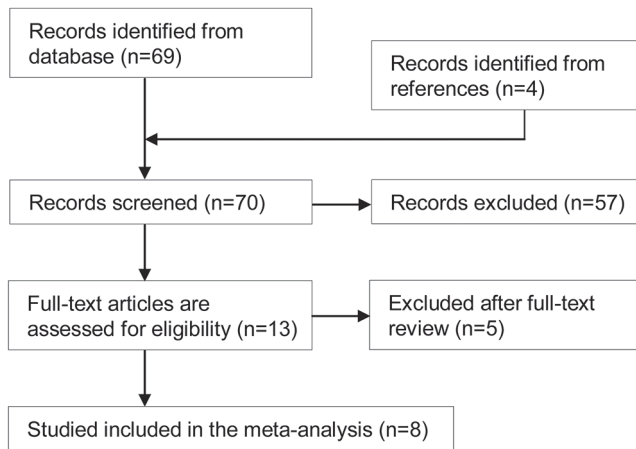 Records identified from
database (n=69)
Records identified from
references (n=4)
Records screened (n=70)
Records excluded (n=57)
Full-text articles are
assessed for eligibility (n=13)
Excluded after full-text
review (n=5)
Studied included in the meta-analysis (n=8)